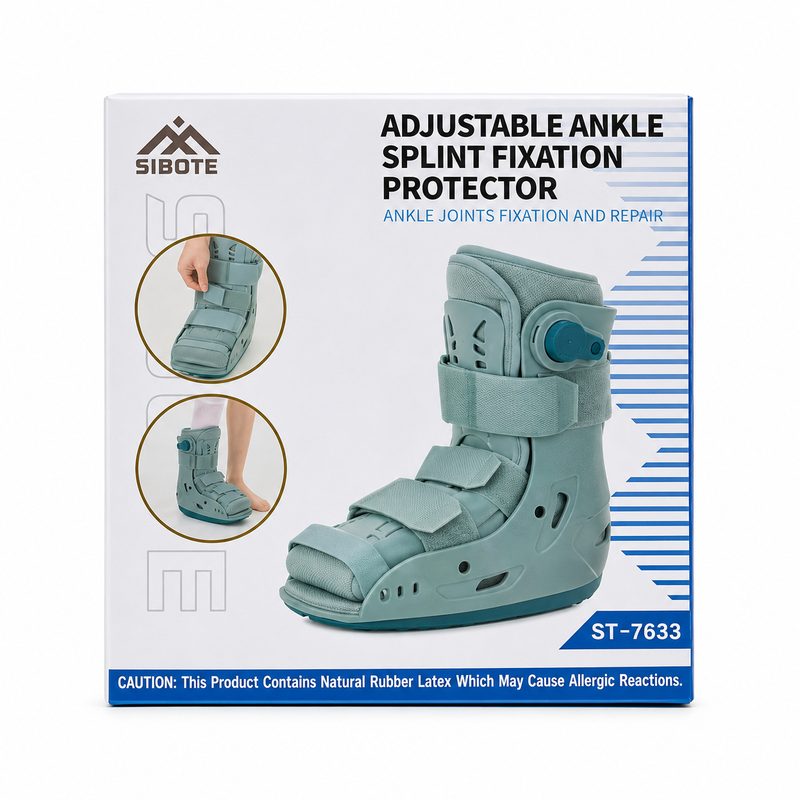 SIBOTE
ADJUSTABLE ANKLE
SPLINT FIXATION
PROTECTOR
ANKLE JOINTS FIXATION AND REPAIR
ST-7633
CAUTION: This Product Contains Natural Rubber Latex Which May Cause Allergic Reactions.